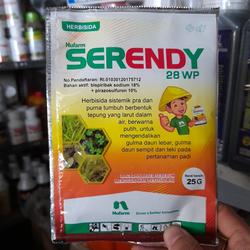 HERBISIDA
Nufarm
SERENDY
28 WP
No Pendaftaran: RI.01030120175712
Bahan aktif: bispiribak sodium 18%
+ pirazosulfuron 10%
Herbisida sistemik pra dan
purna tumbuh berbentuk
tepung yang larut dalam
air, berwarna
putih, untuk
mengendalikan
gulma daun lebar, gulma
daun sempit dan teki pada
pertanaman padi
25G
Nufarm